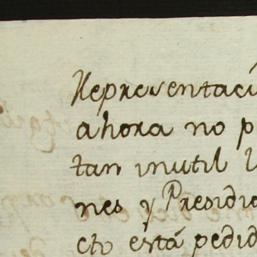 Representaci
ahora no p
tan inutil l
nes y Presidi
cto está pedid